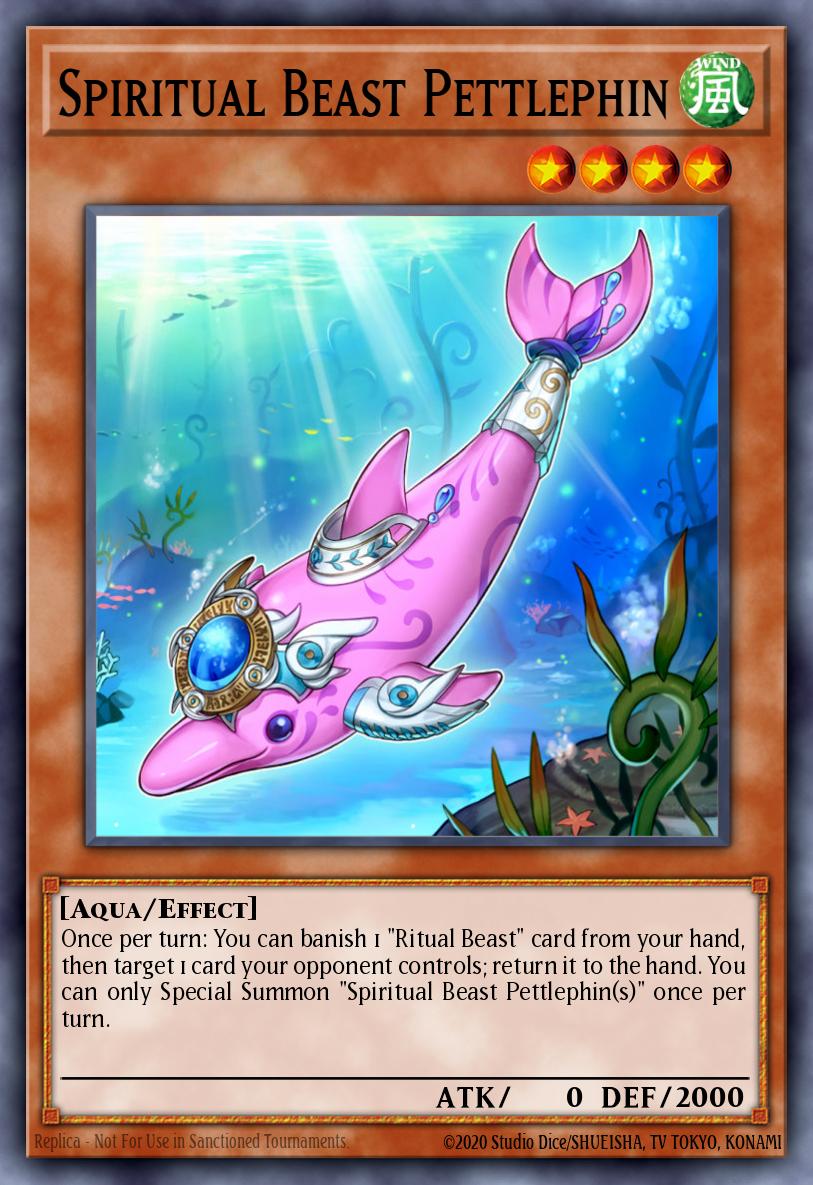 Spiritual Beast Pettlephin
WIND
風
[Aqua/Effect]
Once per turn: You can banish 1 "Ritual Beast" card from your hand,
then target 1 card your opponent controls; return it to the hand. You
can only Special Summon "Spiritual Beast Pettlephin(s)" once per
turn.
ATK/ 0 DEF/2000
Replica - Not For Use in Sanctioned Tournaments.
©2020 Studio Dice/SHUEISHA, TV TOKYO, KONAMI